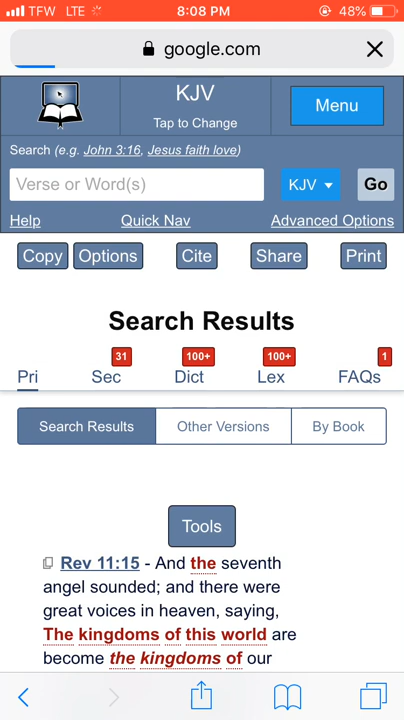 TFW LTE 8:08 PM 48%
google.com
KJV
Tap to Change
Menu
Search (e.g. John 3:16, Jesus faith love)
Verse or Word(s) KJV Go
Help Quick Nav Advanced Options
Copy Options Cite Share Print
Search Results
31 100+ 100+ 1
Pri Sec Dict Lex FAQs
Search Results Other Versions By Book
Tools
Rev 11:15 - And the seventh
angel sounded; and there were
great voices in heaven, saying,
The kingdoms of this world are
become the kingdoms of our